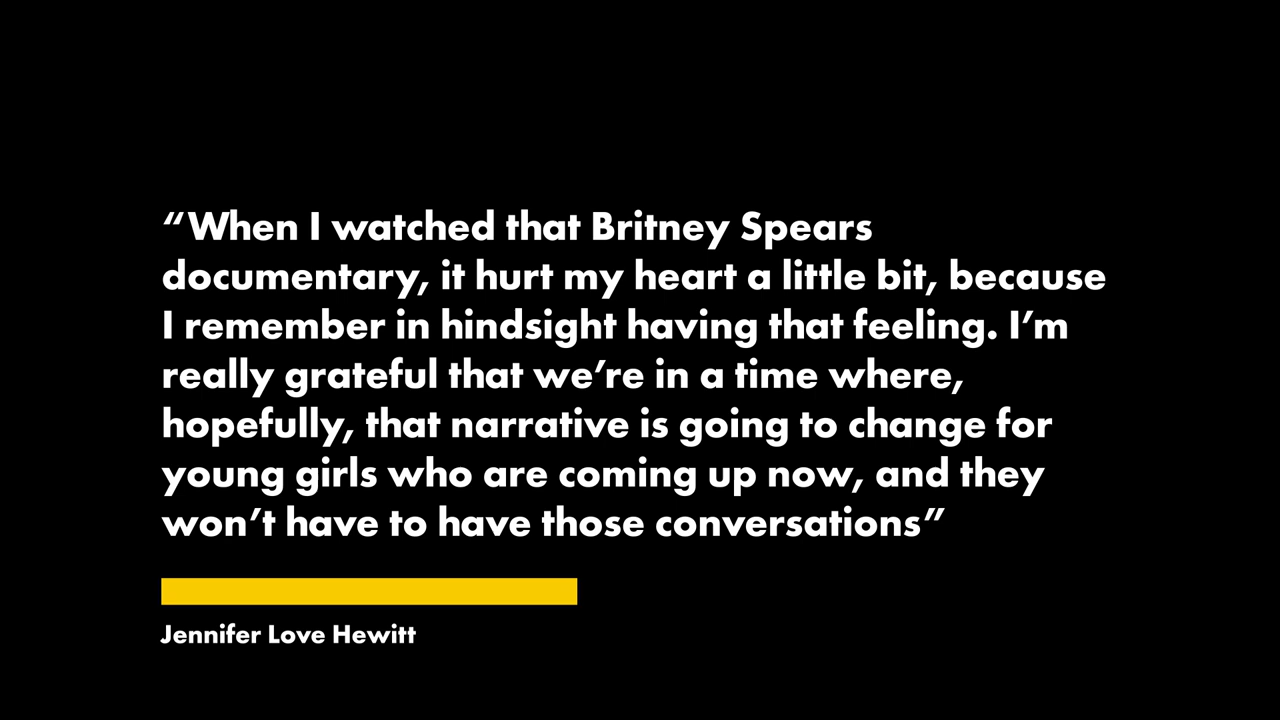 “When I watched that Britney Spears
documentary, it hurt my heart a little bit, because
I remember in hindsight having that feeling. I’m
really grateful that we’re in a time where,
hopefully, that narrative is going to change for
young girls who are coming up now, and they
won’t have to have those conversations”
Jennifer Love Hewitt